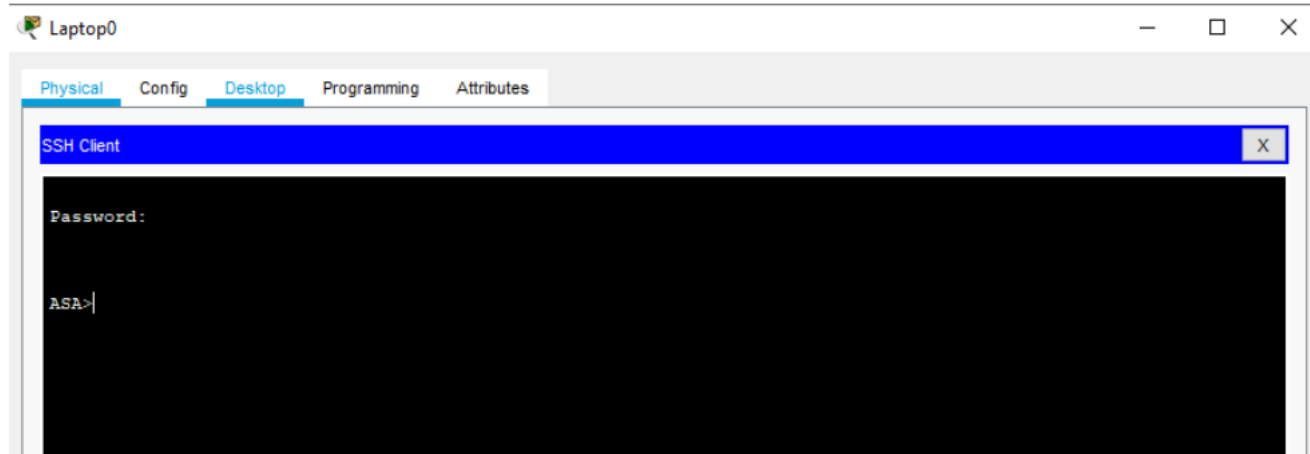 Laptop0
Physical Config Desktop Programming Attributes
SSH Client X
Password:
ASA>